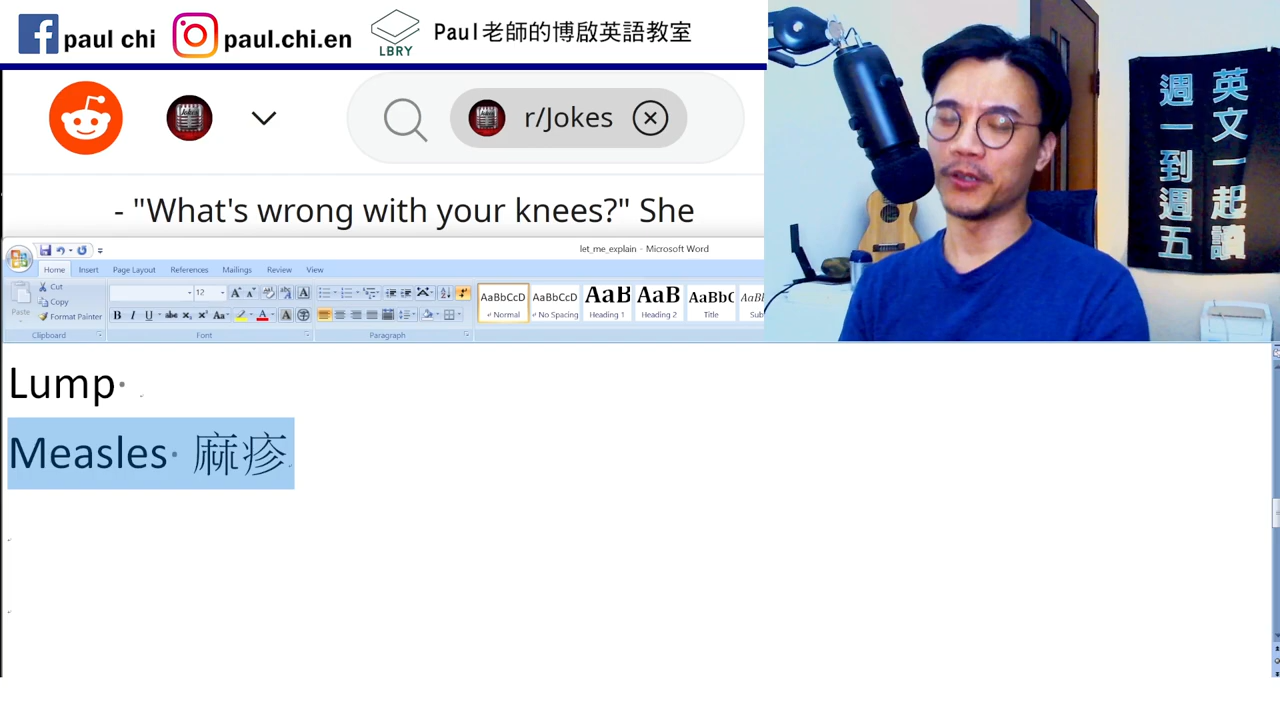 paul chi
paul.chi.en
LBRY
Paul老師的博啟英語教室
r/Jokes
- "What's wrong with your knees?" She
英文一起讀
週一到週五
let_me_explain - Microsoft Word
Home Insert Page Layout References Mailings Review View
Paste
Cut
Copy
Format Painter
Clipboard
12
Font
Paragraph
AaBbCcD AaBbCcD AaB AaB AaBbC
Normal No Spacing Heading 1 Heading 2 Title Sub
Lump
Measles 麻疹